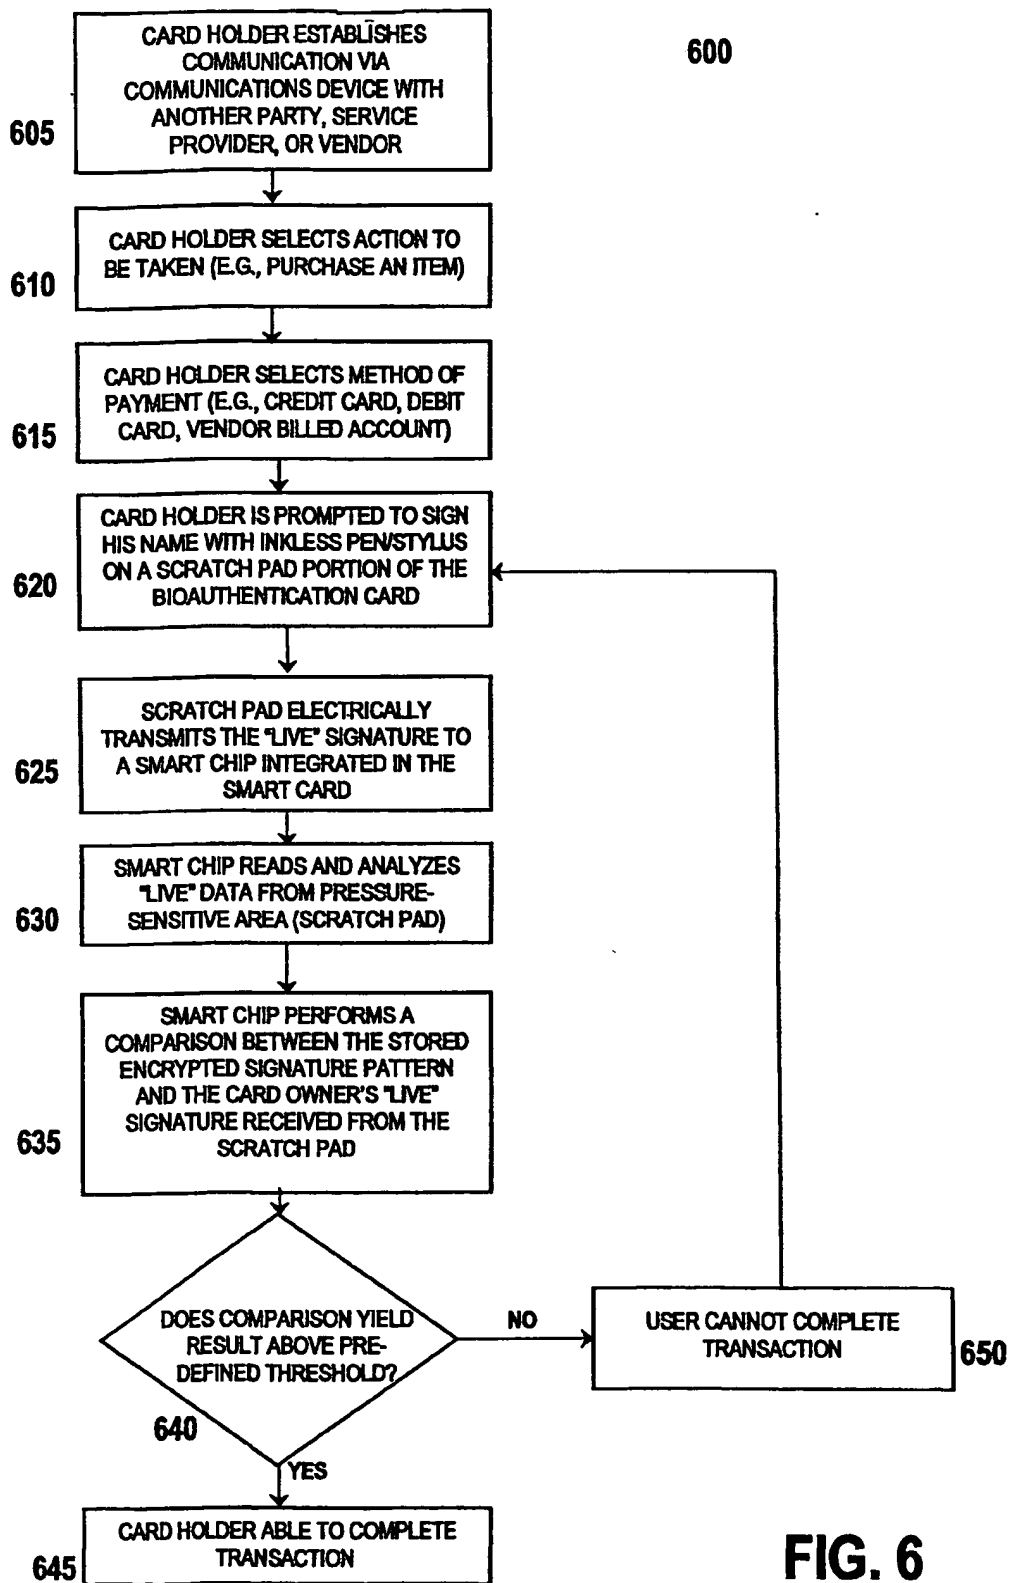 600
CARD HOLDER ESTABLISHES
COMMUNICATION VIA
COMMUNICATIONS DEVICE WITH
ANOTHER PARTY, SERVICE
PROVIDER, OR VENDOR
605
CARD HOLDER SELECTS ACTION TO
BE TAKEN (E.G., PURCHASE AN ITEM)
610
CARD HOLDER SELECTS METHOD OF
PAYMENT (E.G., CREDIT CARD, DEBIT
CARD, VENDOR BILLED ACCOUNT)
615
CARD HOLDER IS PROMPTED TO SIGN
HIS NAME WITH INKLESS PEN/STYLUS
ON A SCRATCH PAD PORTION OF THE
BIOAUTHENTICATION CARD
620
SCRATCH PAD ELECTRICALLY
TRANSMITS THE "LIVE" SIGNATURE TO
A SMART CHIP INTEGRATED IN THE
SMART CARD
625
SMART CHIP READS AND ANALYZES
"LIVE" DATA FROM PRESSURE-
SENSITIVE AREA (SCRATCH PAD)
630
SMART CHIP PERFORMS A
COMPARISON BETWEEN THE STORED
ENCRYPTED SIGNATURE PATTERN
AND THE CARD OWNER'S "LIVE"
SIGNATURE RECEIVED FROM THE
SCRATCH PAD
635
DOES COMPARISON YIELD
RESULT ABOVE PRE-
DEFINED THRESHOLD?
640
NO
USER CANNOT COMPLETE
TRANSACTION
650
YES
CARD HOLDER ABLE TO COMPLETE
TRANSACTION
645
FIG. 6